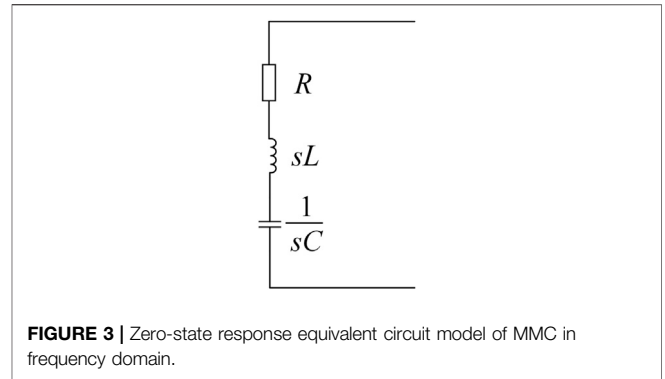 R
sL
1
sC
FIGURE 3 | Zero-state response equivalent circuit model of MMC in
frequency domain.